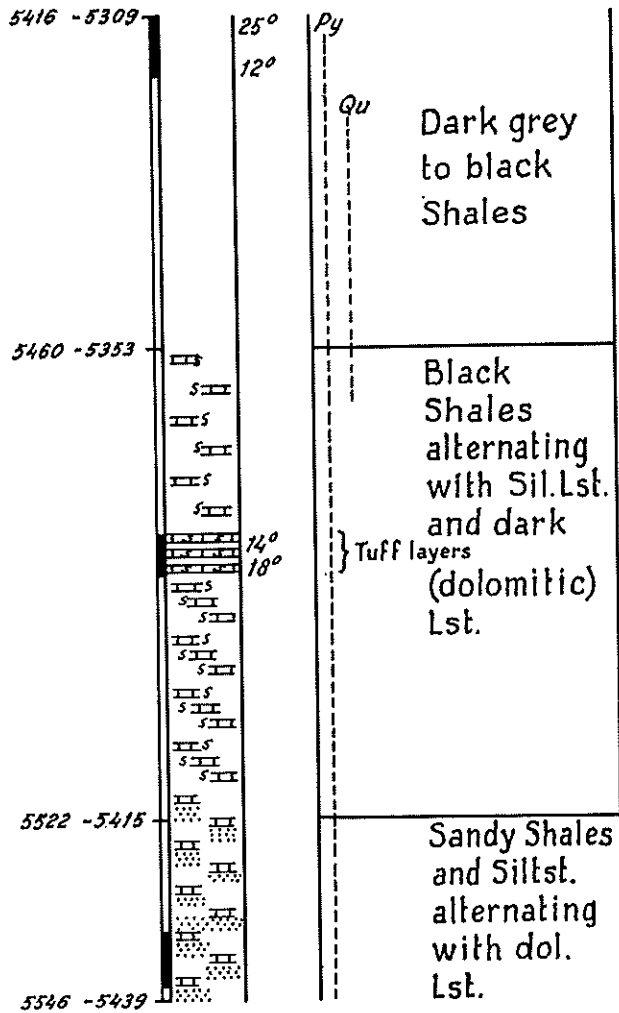 5416 -5309
25°
Py
12°
Qu
Dark grey
to black
Shales
5460 -5353
S
S
S
S
S
S
Black
Shales
alternating
with Sil.Lst.
and dark
(dolomitic)
Lst.
14°
Tuff layers
18°
S
S
S
S
S
S
S
S
S
S
S
S
5522 -5415
Sandy Shales
and Siltst.
alternating
with dol.
Lst.
5546 -5439